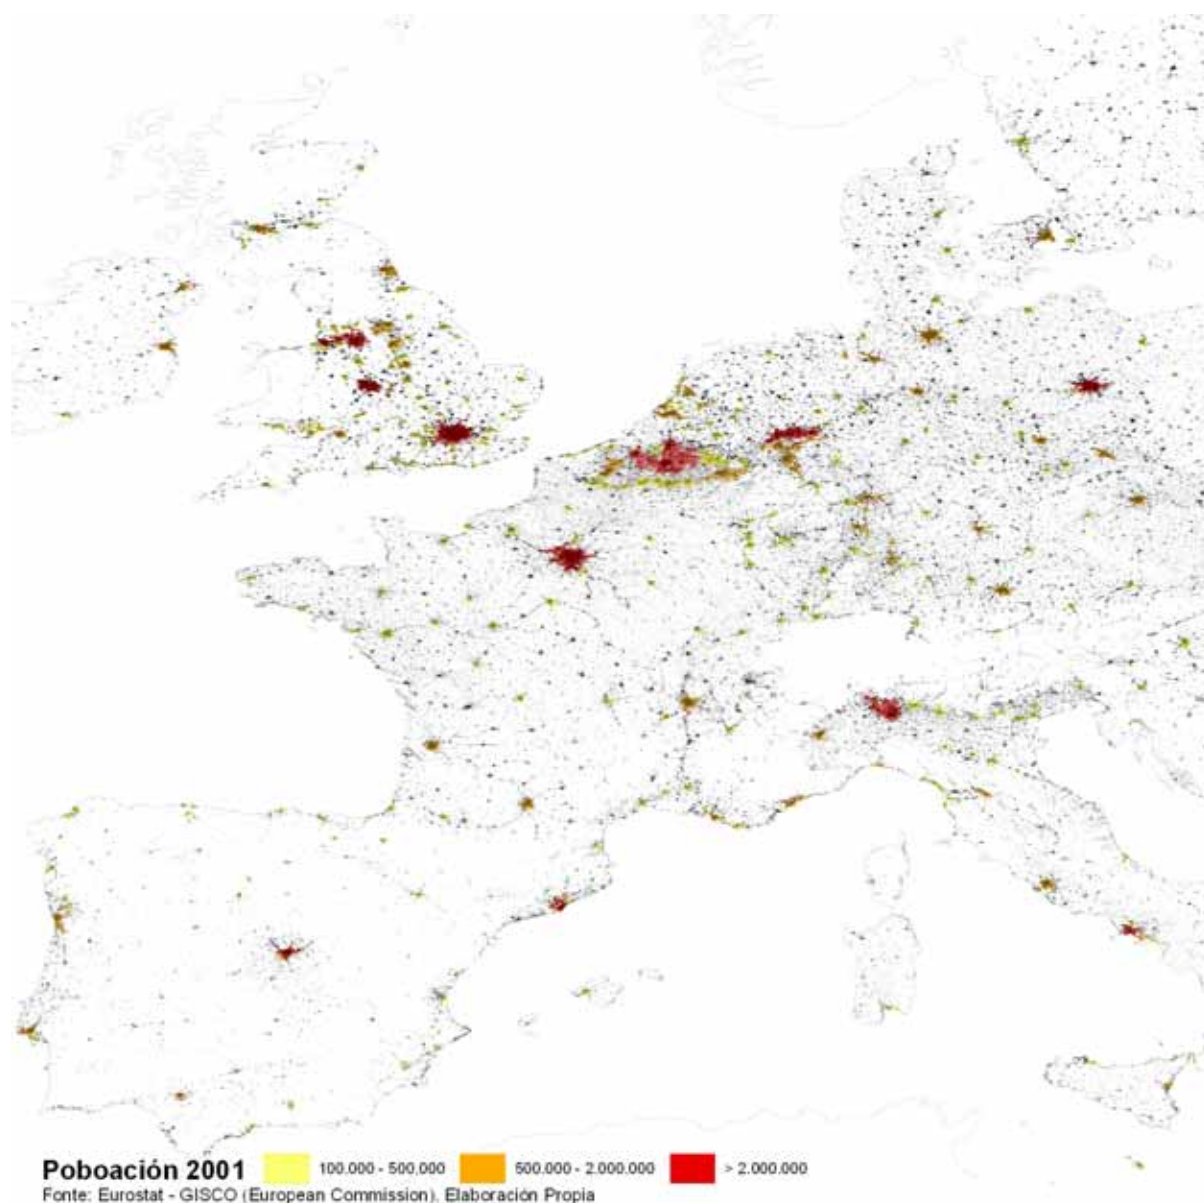 Poboación 2001 100.000 - 500.000 500.000 - 2.000.000 > 2.000.000
Fonte: Eurostat - GISCO (European Commission). Elaboración Propia